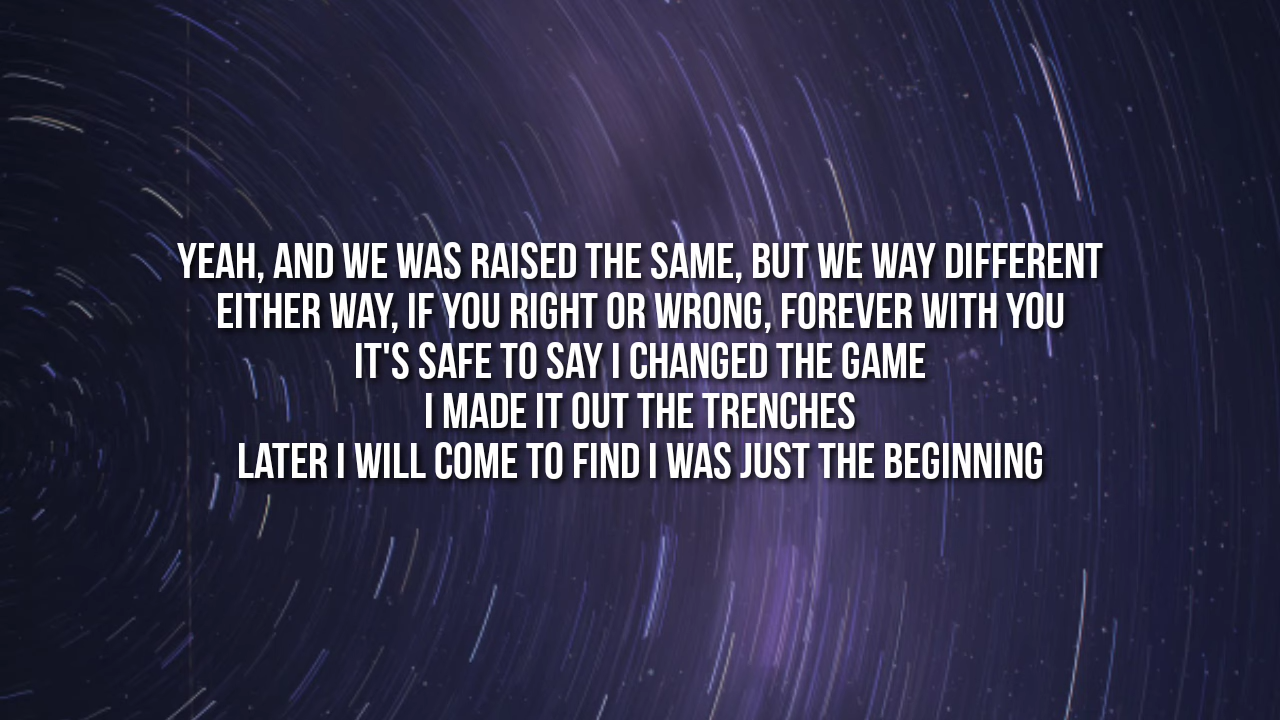 YEAH, AND WE WAS RAISED THE SAME, BUT WE WAY DIFFERENT
EITHER WAY, IF YOU RIGHT OR WRONG, FOREVER WITH YOU
IT'S SAFE TO SAY I CHANGED THE GAME
I MADE IT OUT THE TRENCHES
LATER I WILL COME TO FIND I WAS JUST THE BEGINNING